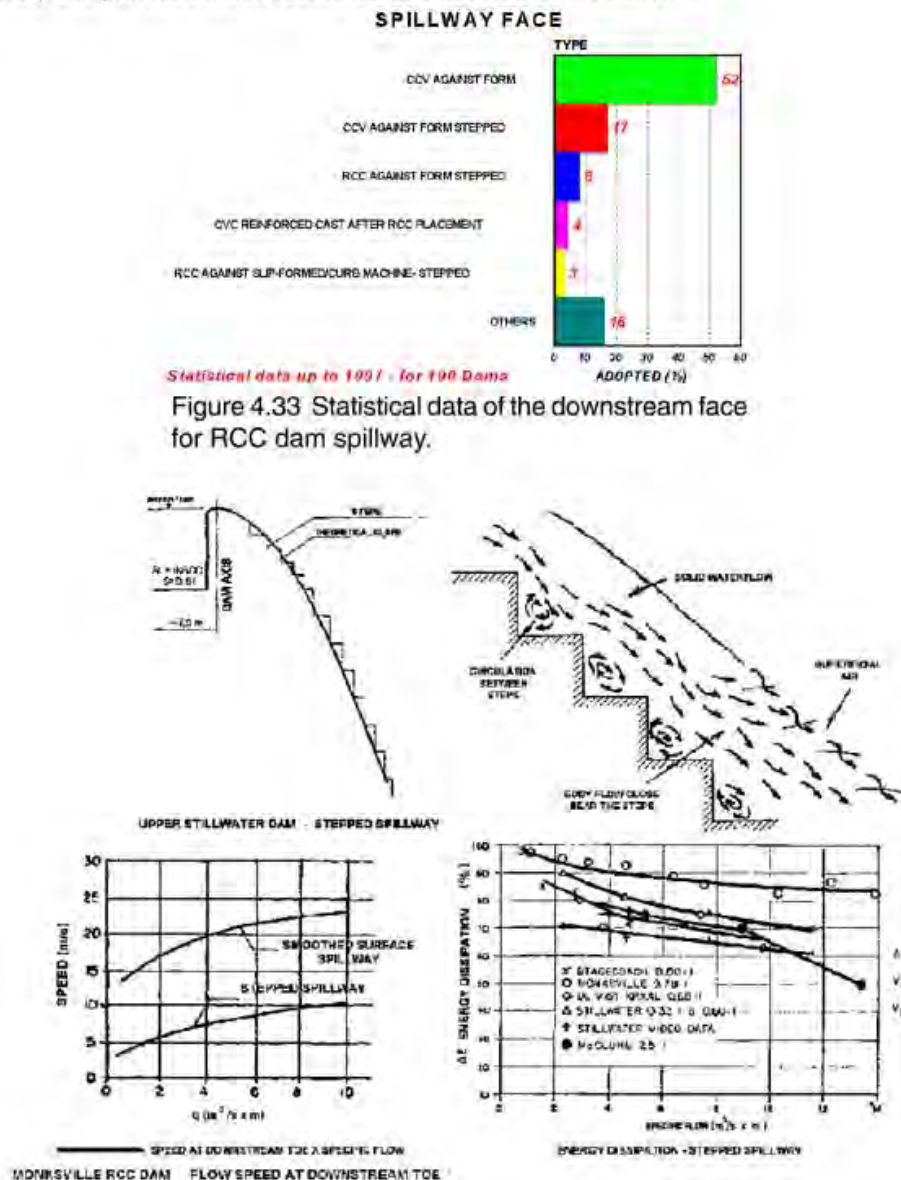 SPILLWAY FACE
TYPE
CCV AGAINST FORM
52
CCV AGAINST FORM STEPPED
17
RCC AGAINST FORM STEPPED
CVC REINFORCED CAST AFTER RCC PLACEMENT
4
RCC AGAINST SLIP-FORMED/CURB MACHINE- STEPPED
3
OTHERS
16
0 10 20 30 40 50 60
ADOPTED (%)
Statistical data up to for 190 Dams
Figure 4.33 Statistical data of the downstream face
for RCC dam spillway.
STEPS
THEORETICAL
DAM AXIS
SOLID WATERFLOW
CIRCULATION
BETWEEN
STEPS
SUPERFICIAL
AIR
EDDY FLOW CLOSE
NEAR THE STEPS
UPPER STILLWATER DAM - STEPPED SPILLWAY
30
25
20
15
10
5
0
SPEED (m/s)
SMOOTHED SURFACE
SPILLWAY
STEPPED SPILLWAY
0 2 4 6 8 10
q (m³/s x m)
SPEED AT DOWNSTREAM TOE X SPECIFIC FLOW
MONKSVILLE RCC DAM FLOW SPEED AT DOWNSTREAM TOE
ΔE ENERGY DISSIPATION (%)
STAGECOACH
MONKSVILLE
STILLWATER
STILLWATER VIDEO DATA
McCLURE
SPECIFIC FLOW (m³/s x m)
ENERGY DISSIPATION - STEPPED SPILLWAY